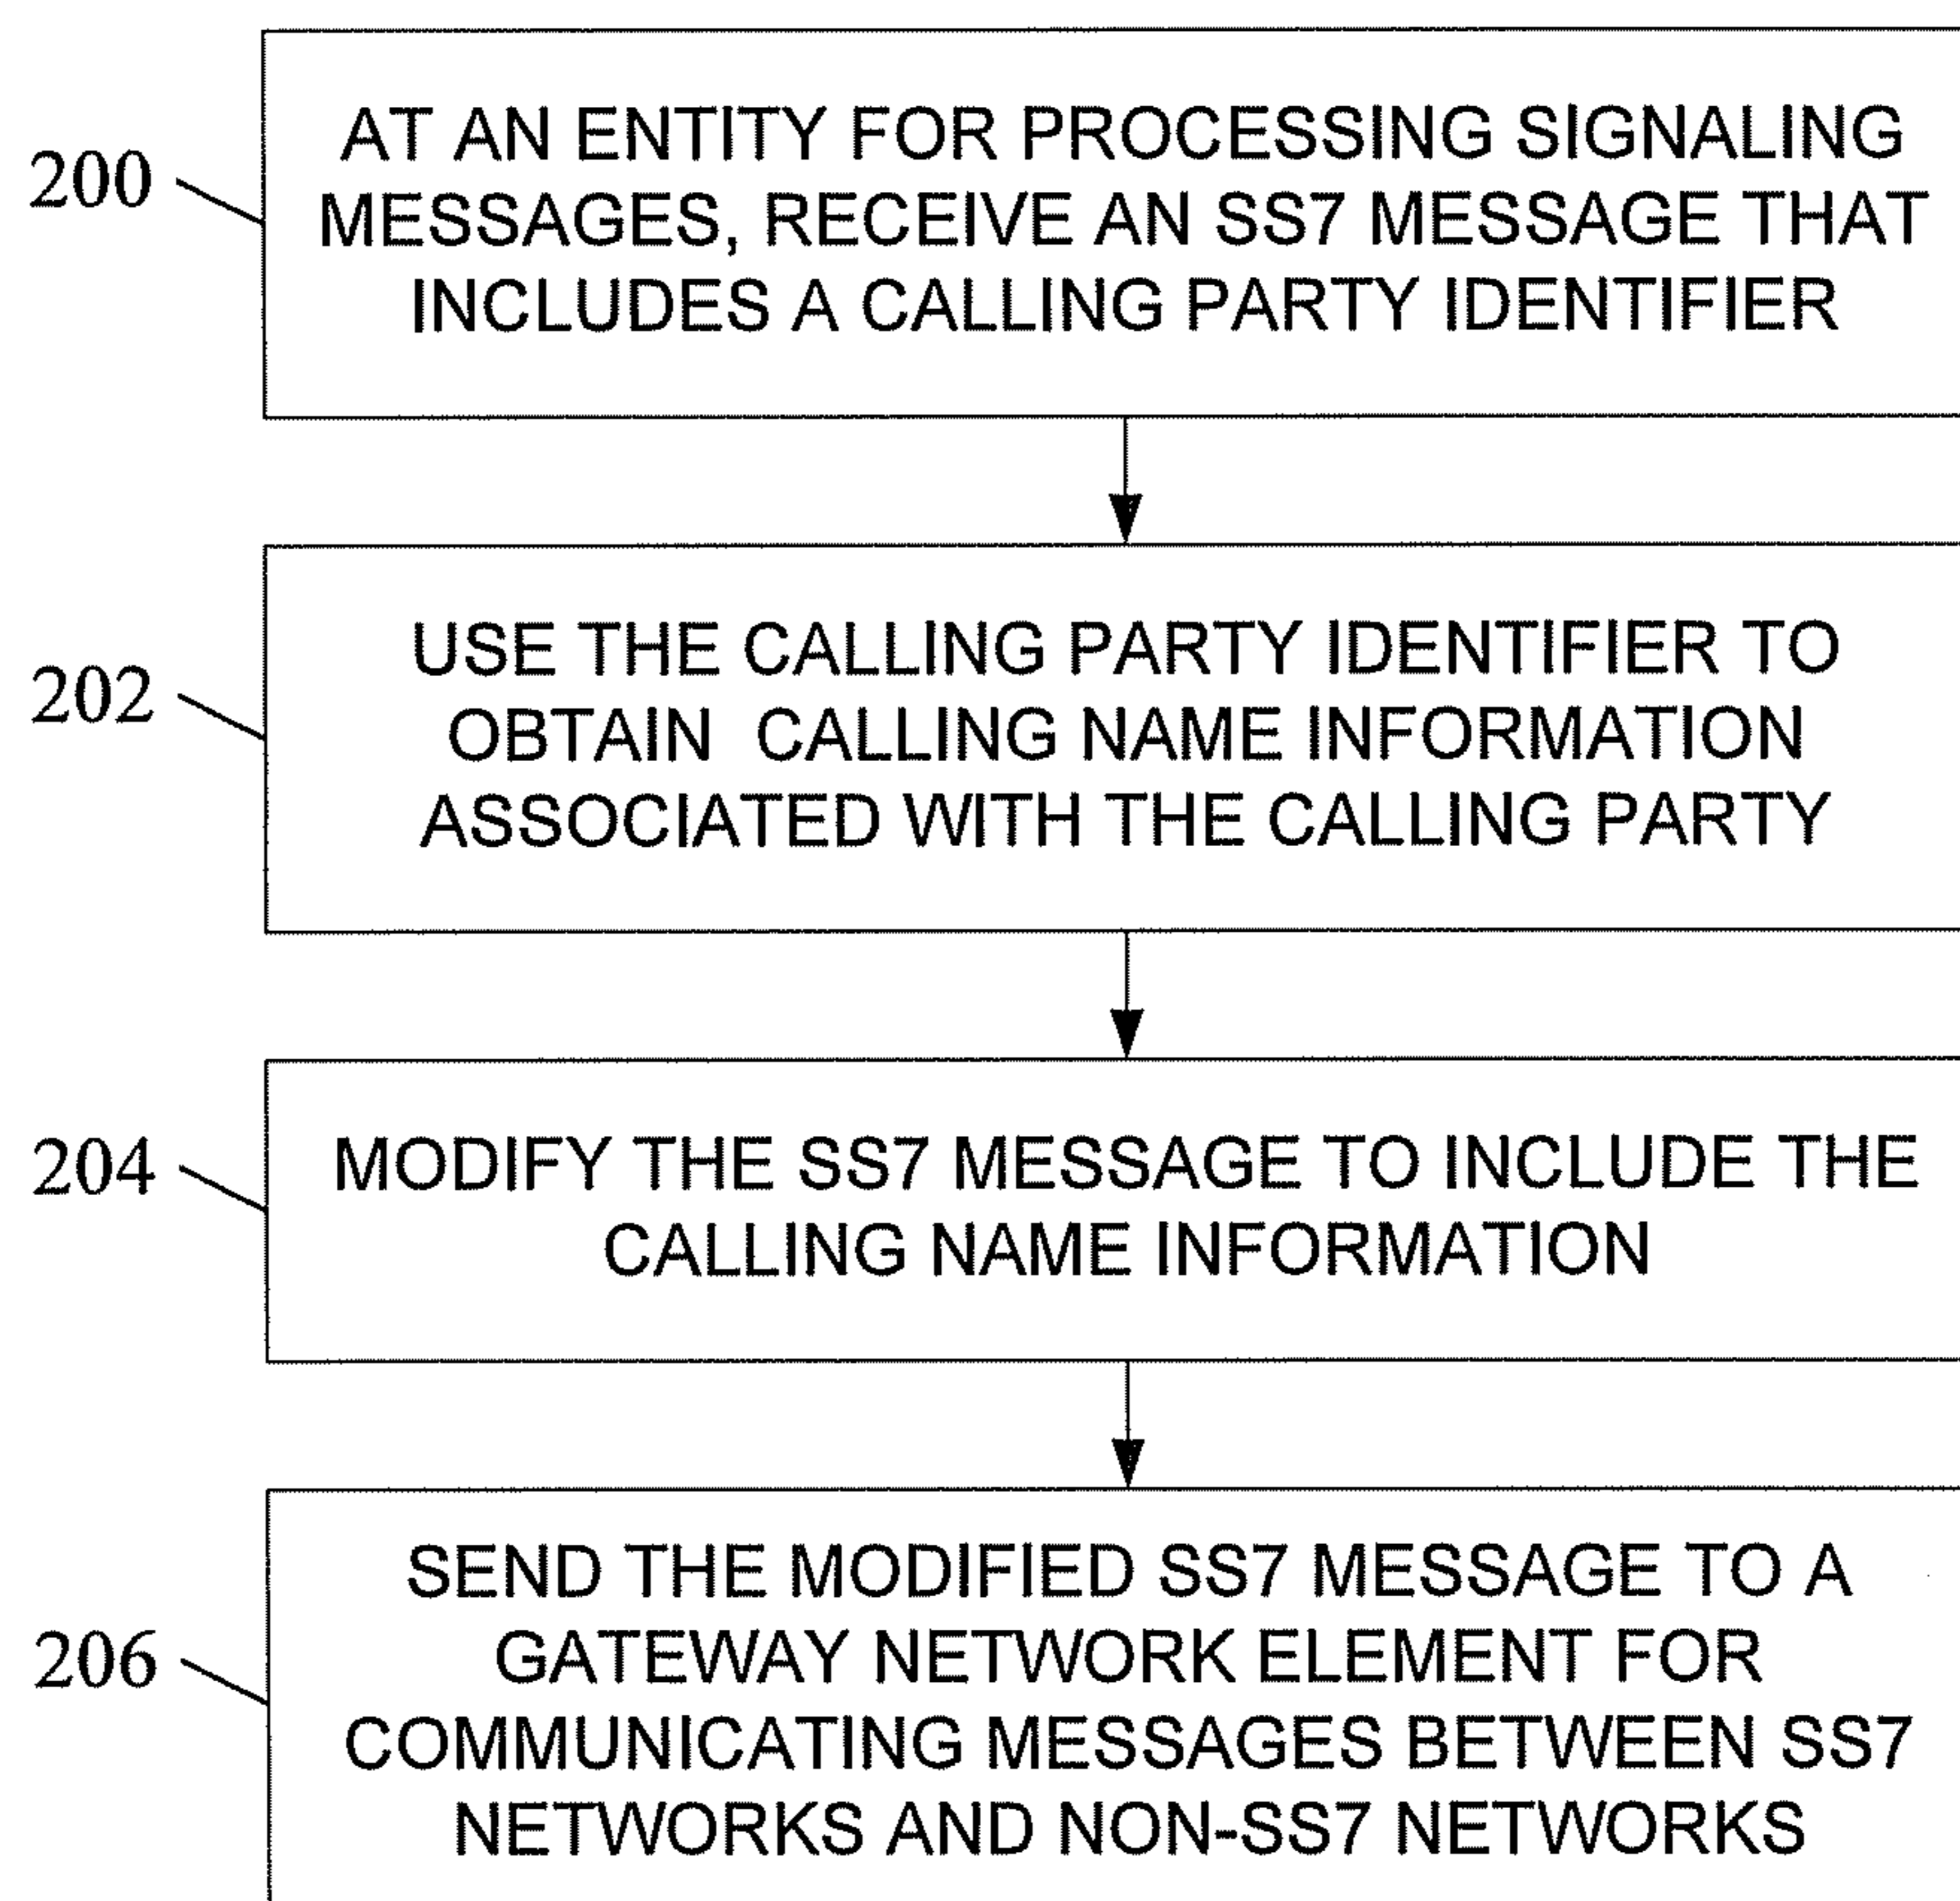 200
AT AN ENTITY FOR PROCESSING SIGNALING
MESSAGES, RECEIVE AN SS7 MESSAGE THAT
INCLUDES A CALLING PARTY IDENTIFIER
202
USE THE CALLING PARTY IDENTIFIER TO
OBTAIN CALLING NAME INFORMATION
ASSOCIATED WITH THE CALLING PARTY
204
MODIFY THE SS7 MESSAGE TO INCLUDE THE
CALLING NAME INFORMATION
206
SEND THE MODIFIED SS7 MESSAGE TO A
GATEWAY NETWORK ELEMENT FOR
COMMUNICATING MESSAGES BETWEEN SS7
NETWORKS AND NON-SS7 NETWORKS